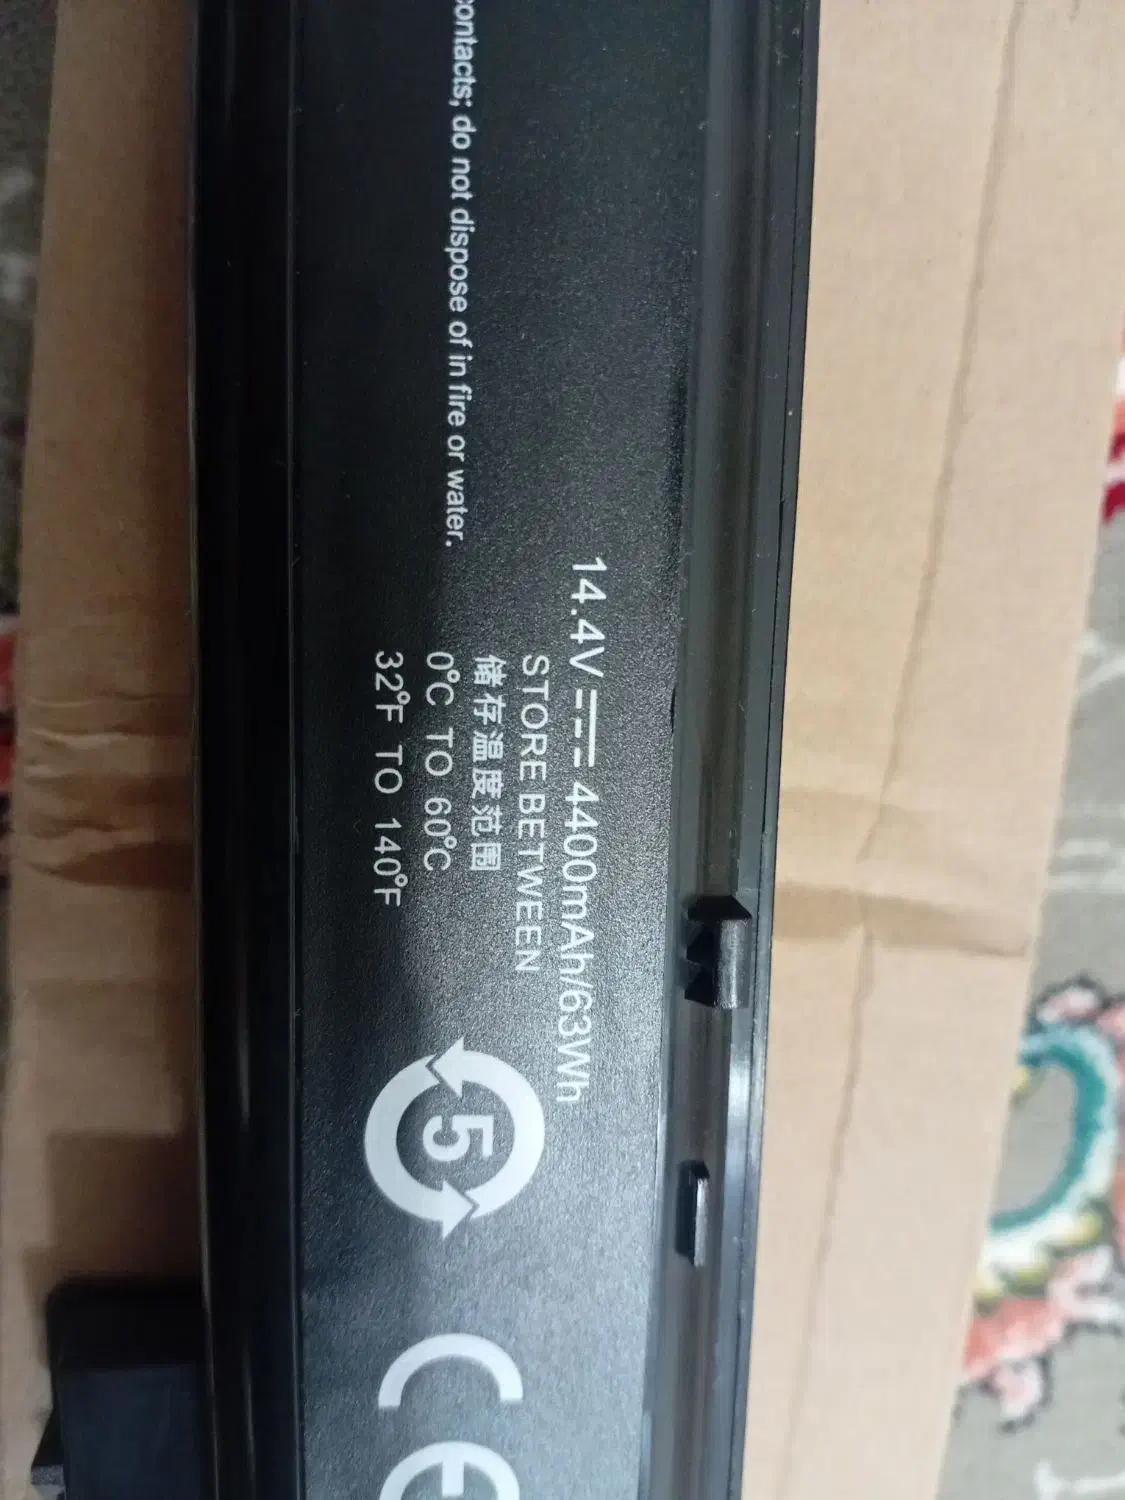 contacts; do not dispose of in fire or water.
14.4V⎓4400mAh/63Wh
STORE BETWEEN
储存温度范围
0°C TO 60°C
32°F TO 140°F
5
CE